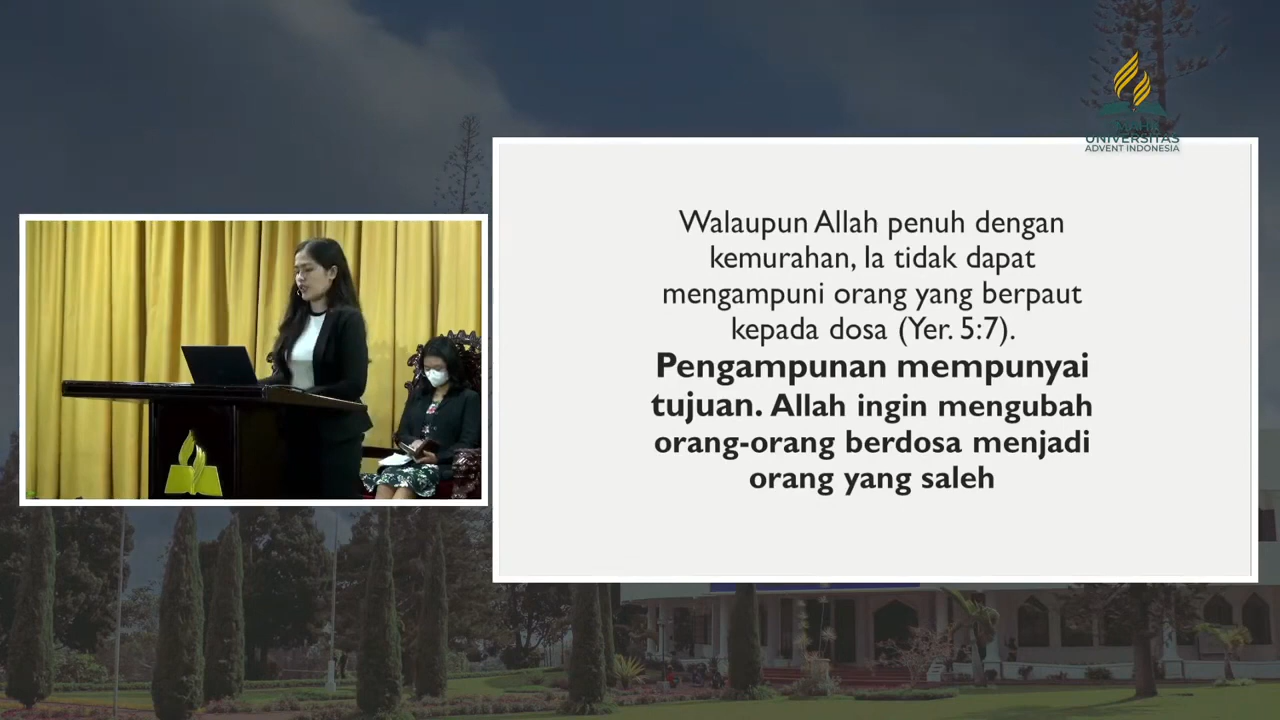 UNIVERSITAS
ADVENT INDONESIA
Walaupun Allah penuh dengan
kemurahan, Ia tidak dapat
mengampuni orang yang berpaut
kepada dosa (Yer. 5:7).
Pengampunan mempunyai
tujuan. Allah ingin mengubah
orang-orang berdosa menjadi
orang yang saleh